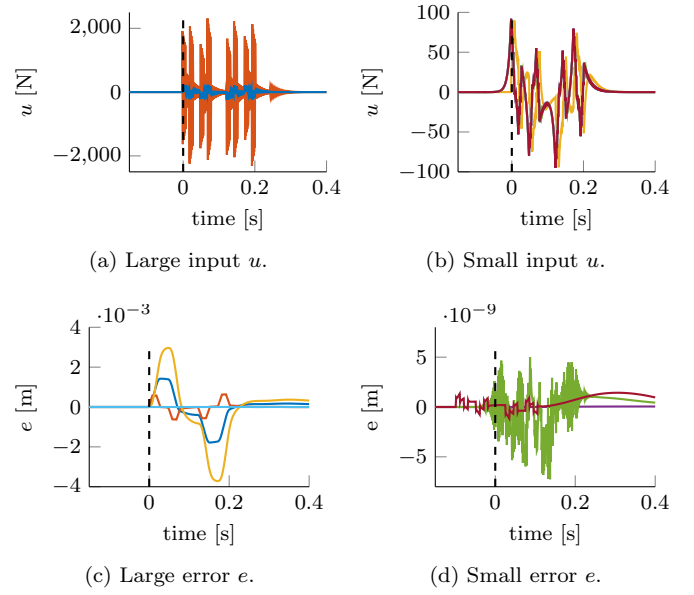 2,000
0
−2,000
u [N]
0 0.2 0.4
time [s]
(a) Large input u.
100
50
0
−50
−100
u [N]
0 0.2 0.4
time [s]
(b) Small input u.
·10−3
4
2
0
−2
−4
e [m]
0 0.2 0.4
time [s]
(c) Large error e.
·10−9
5
0
−5
e [m]
0 0.2 0.4
time [s]
(d) Small error e.